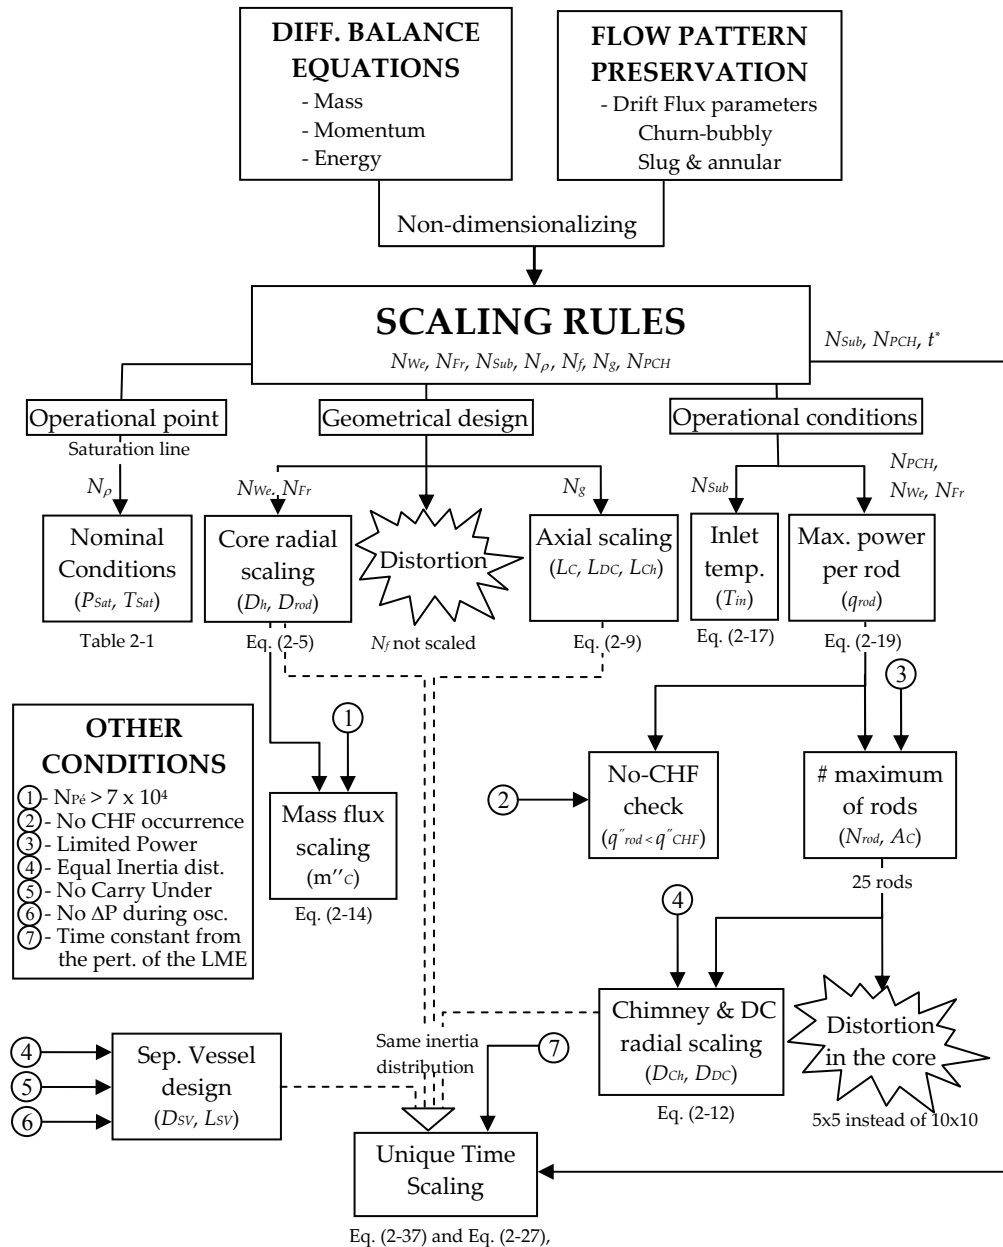 DIFF. BALANCE
EQUATIONS
- Mass
- Momentum
- Energy
FLOW PATTERN
PRESERVATION
- Drift Flux parameters
Churn-bubbly
Slug & annular
Non-dimensionalizing
SCALING RULES
NWe, NFr, NSub, Nρ, Nf, Ng, NPCH
NSub, NPCH, t*
Operational point
Geometrical design
Operational conditions
Saturation line
Nρ
NWe, NFr
Ng
NSub
NPCH,
NWe, NFr
Nominal
Conditions
(PSat, TSat)
Table 2-1
Core radial
scaling
(Dh, Drod)
Eq. (2-5)
Distortion
Nf not scaled
Axial scaling
(LC, LDC, LCh)
Eq. (2-9)
Inlet
temp.
(Tin)
Eq. (2-17)
Max. power
per rod
(qrod)
Eq. (2-19)
OTHER
CONDITIONS
1 - NPé > 7 x 10⁴
2 - No CHF occurrence
3 - Limited Power
4 - Equal Inertia dist.
5 - No Carry Under
6 - No ΔP during osc.
7 - Time constant from
the pert. of the LME
1
Mass flux
scaling
(m''C)
Eq. (2-14)
2
No-CHF
check
(q"rod < q"CHF)
3
# maximum
of rods
(Nrod, AC)
25 rods
4
Chimney & DC
radial scaling
(DCh, DDC)
Eq. (2-12)
Distortion
in the core
5x5 instead of 10x10
4
5
6
Sep. Vessel
design
(DSV, LSV)
Same inertia
distribution
7
Unique Time
Scaling
Eq. (2-37) and Eq. (2-27),